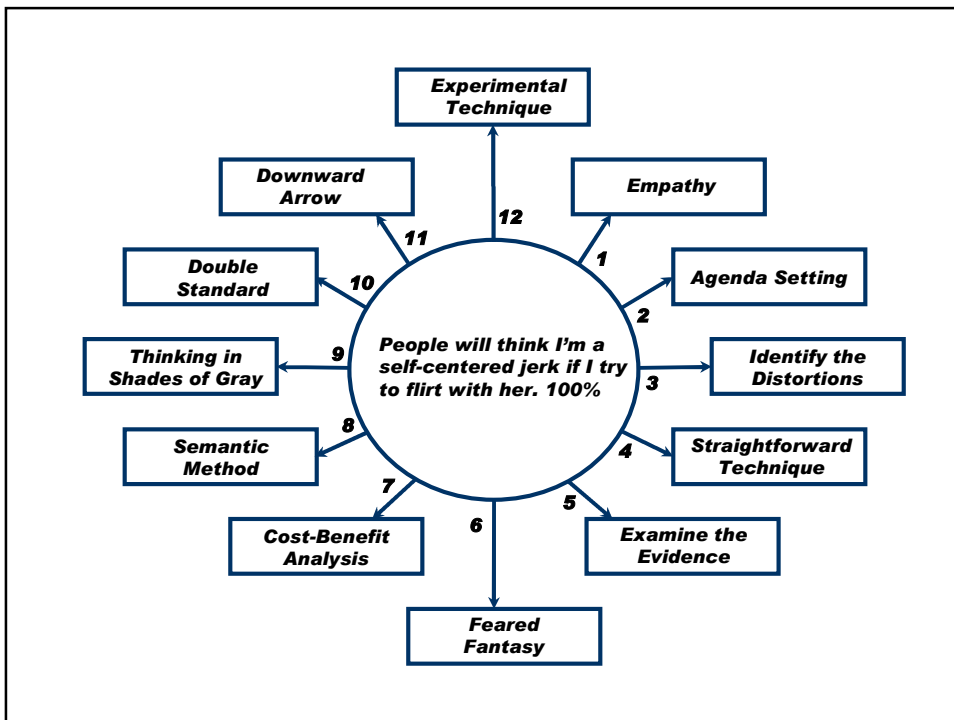 Experimental
Technique
Downward
Arrow
Empathy
12
11
1
Double
Standard
10
Agenda Setting
2
Thinking in
Shades of Gray
9
People will think I'm a
self-centered jerk if I try
to flirt with her. 100%
3
Identify the
Distortions
8
Semantic
Method
4
Straightforward
Technique
7
6
5
Cost-Benefit
Analysis
Examine the
Evidence
Feared
Fantasy